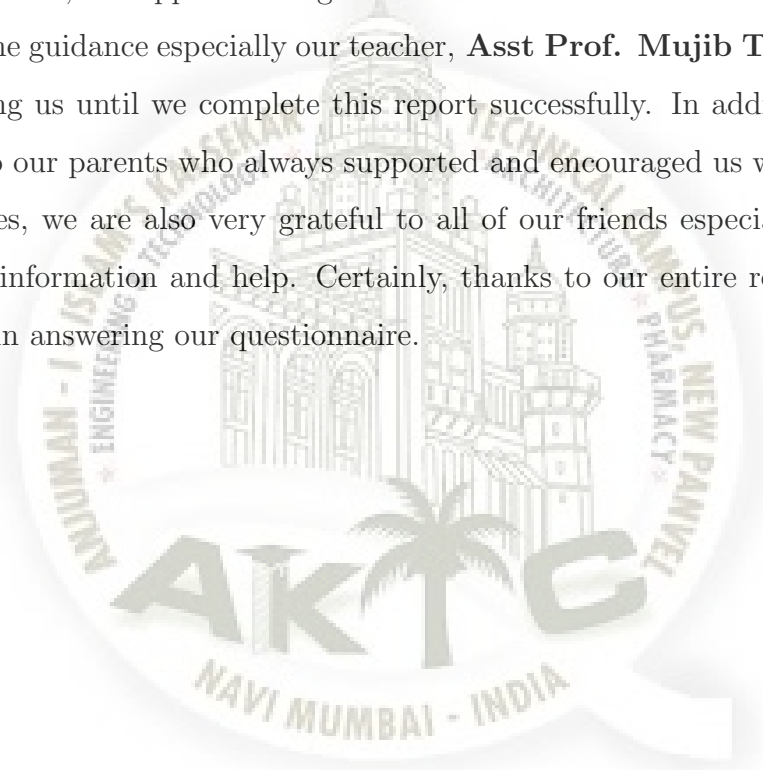 he guidance especially our teacher, Asst Prof. Mujib T
ng us until we complete this report successfully. In add
o our parents who always supported and encouraged us w
es, we are also very grateful to all of our friends especia
information and help. Certainly, thanks to our entire re
in answering our questionnaire.
ANJUMAN - I - ISLAM'S KALSEKAR TECHNICAL CAMPUS, NEW PANVEL
ENGINEERING & TECHNOLOGY * ARCHITECTURE * PHARMACY *
AKTC
NAVI MUMBAI - INDIA